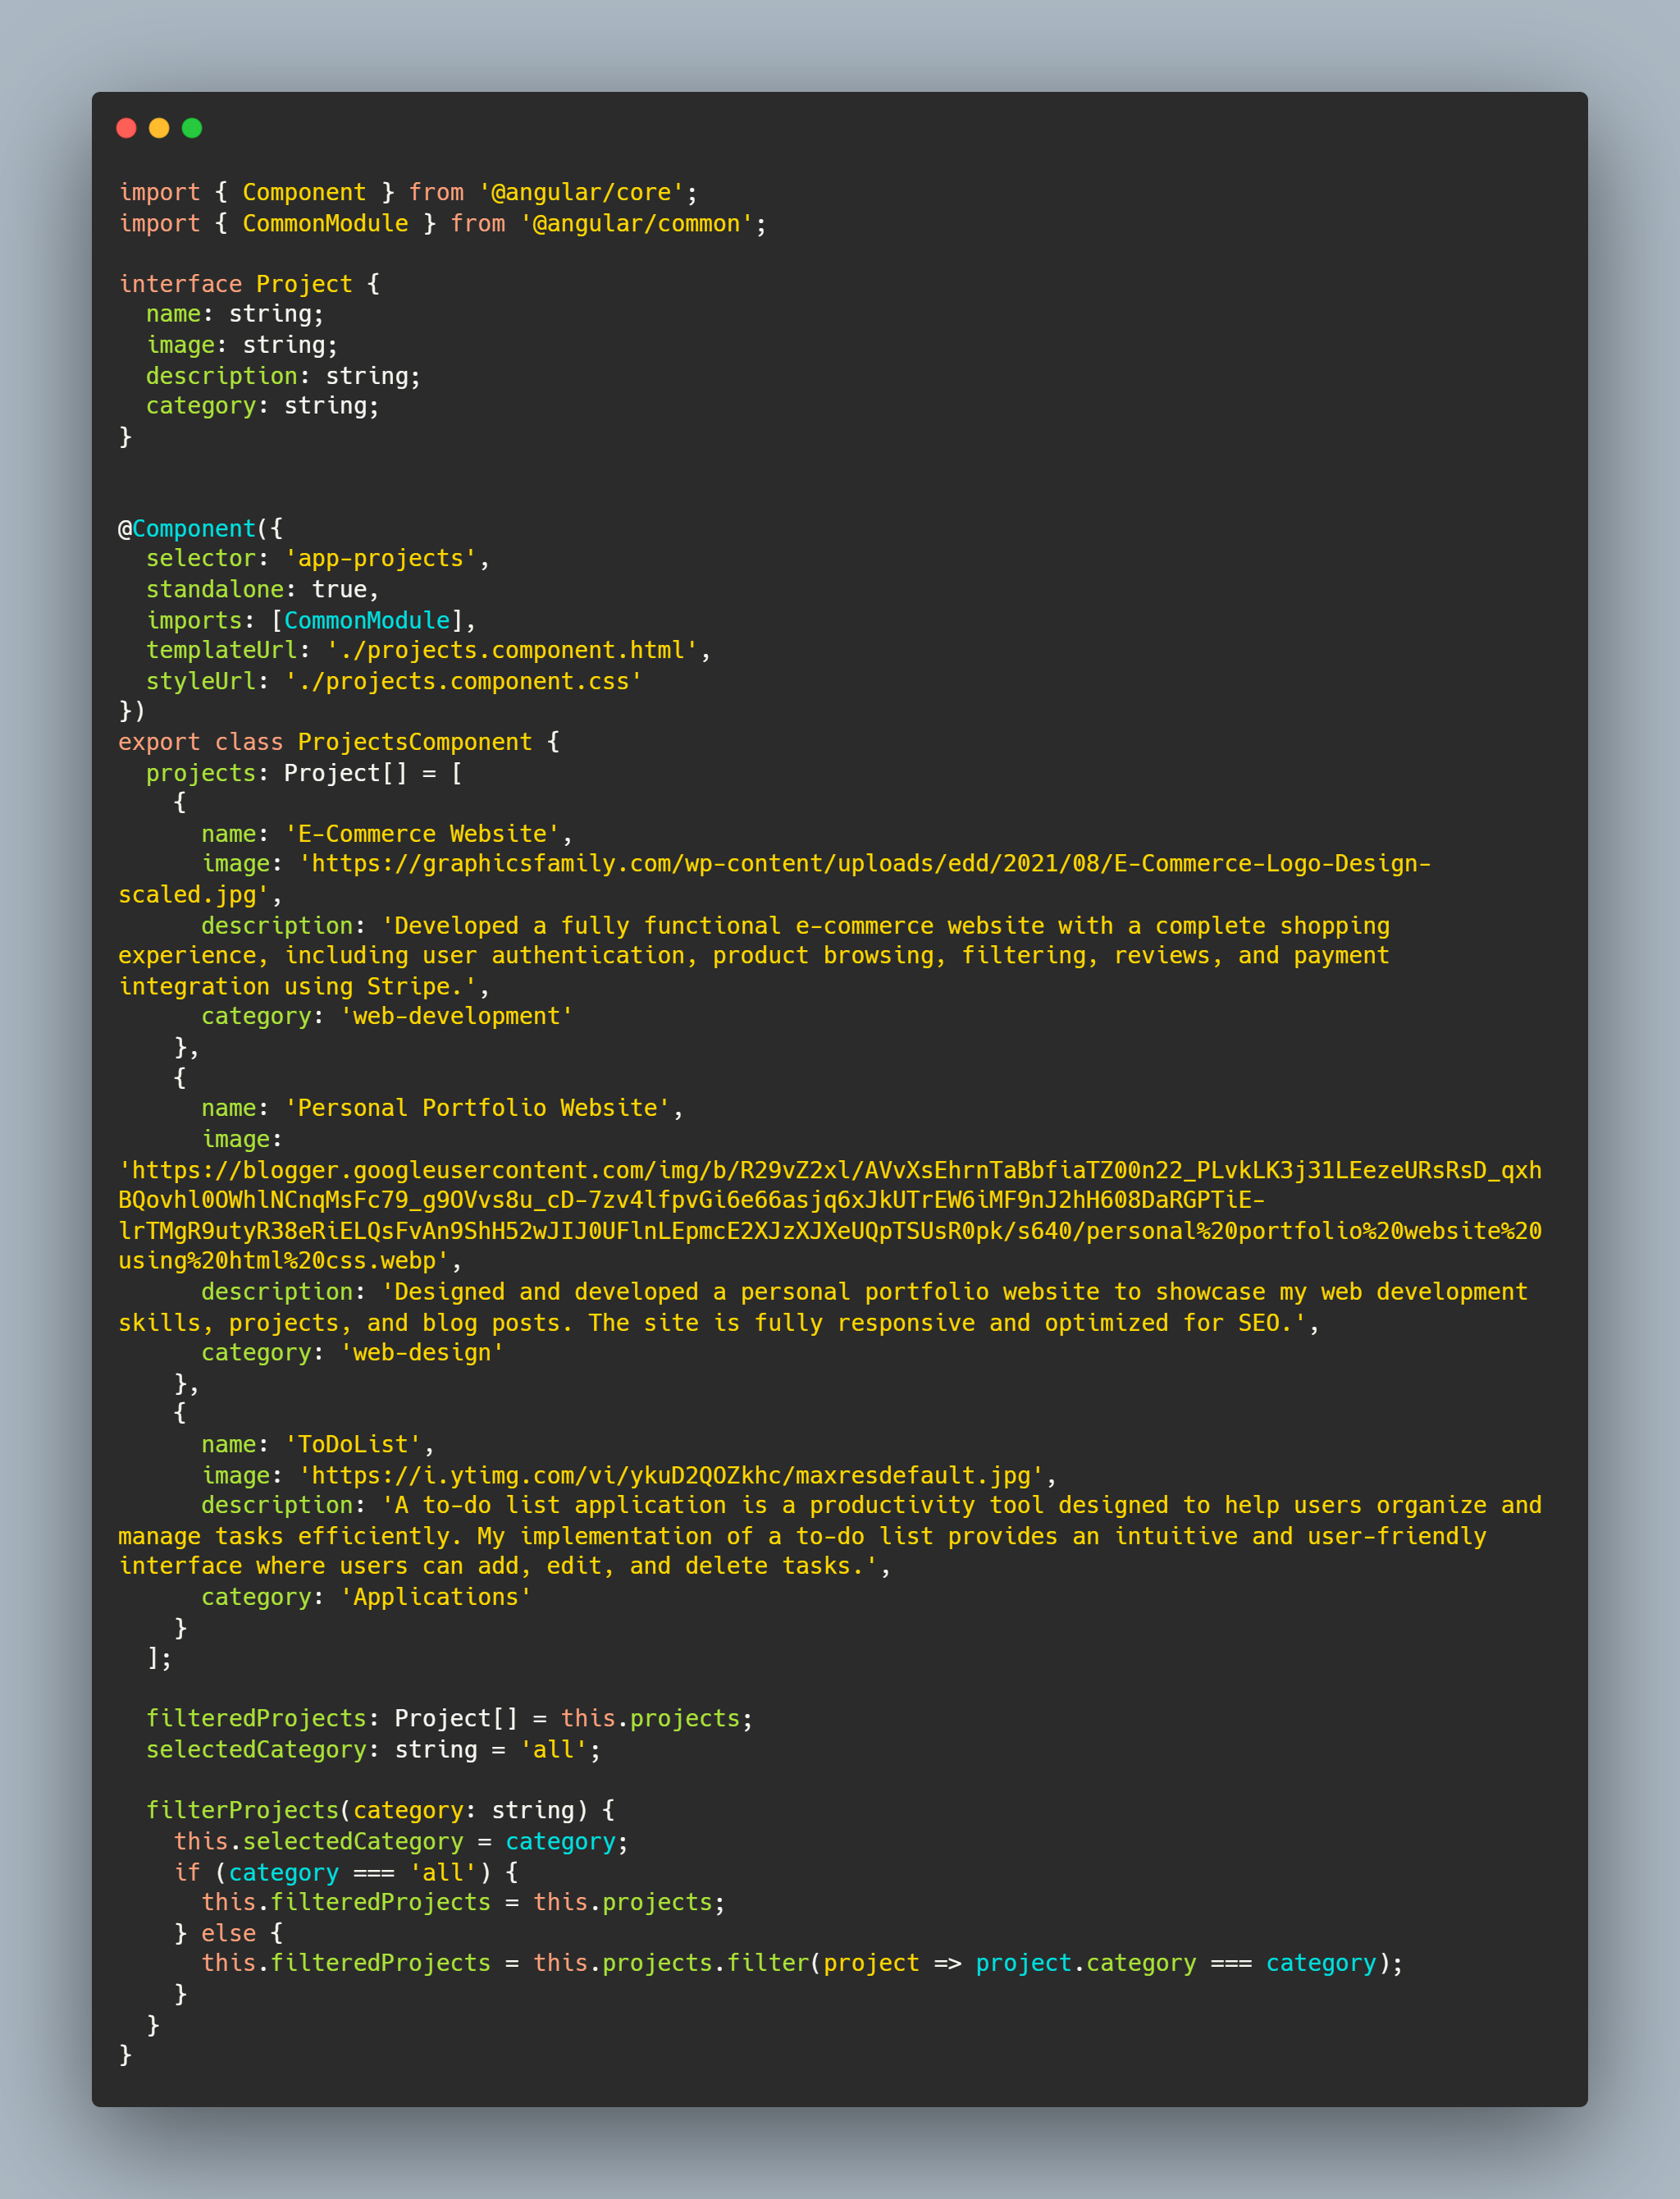 import { Component } from '@angular/core';
import { CommonModule } from '@angular/common';

interface Project {
  name: string;
  image: string;
  description: string;
  category: string;
}


@Component({
  selector: 'app-projects',
  standalone: true,
  imports: [CommonModule],
  templateUrl: './projects.component.html',
  styleUrl: './projects.component.css'
})
export class ProjectsComponent {
  projects: Project[] = [
    {
      name: 'E-Commerce Website',
      image: 'https://graphicsfamily.com/wp-content/uploads/edd/2021/08/E-Commerce-Logo-Design-
scaled.jpg',
      description: 'Developed a fully functional e-commerce website with a complete shopping
experience, including user authentication, product browsing, filtering, reviews, and payment
integration using Stripe.',
      category: 'web-development'
    },
    {
      name: 'Personal Portfolio Website',
      image:
'https://blogger.googleusercontent.com/img/b/R29vZ2xl/AVvXsEhrnTaBbfiaTZ00n22_PLvkLK3j31LEezeURsRsD_qxh
BQovhl0OWhlNCnqMsFc79_g9OVvs8u_cD-7zv4lfpvGi6e66asjq6xJkUTrEW6iMF9nJ2hH608DaRGPTiE-
lrTMgR9utyR38eRiELQsFvAn9ShH52wJIJ0UFlnLEpmcE2XJzXJXeUQpTSUsR0pk/s640/personal%20portfolio%20website%20
using%20html%20css.webp',
      description: 'Designed and developed a personal portfolio website to showcase my web development
skills, projects, and blog posts. The site is fully responsive and optimized for SEO.',
      category: 'web-design'
    },
    {
      name: 'ToDoList',
      image: 'https://i.ytimg.com/vi/ykuD2QOZkhc/maxresdefault.jpg',
      description: 'A to-do list application is a productivity tool designed to help users organize and
manage tasks efficiently. My implementation of a to-do list provides an intuitive and user-friendly
interface where users can add, edit, and delete tasks.',
      category: 'Applications'
    }
  ];

  filteredProjects: Project[] = this.projects;
  selectedCategory: string = 'all';

  filterProjects(category: string) {
    this.selectedCategory = category;
    if (category === 'all') {
      this.filteredProjects = this.projects;
    } else {
      this.filteredProjects = this.projects.filter(project => project.category === category);
    }
  }
}